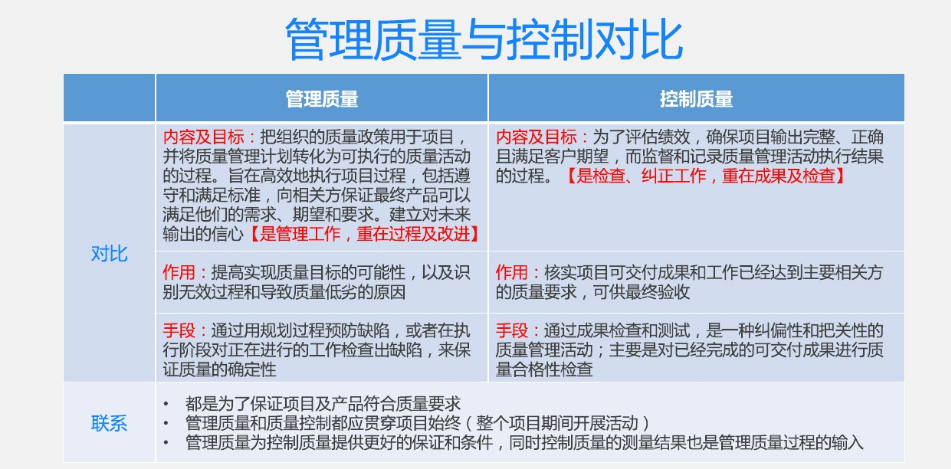 管理质量与控制对比
管理质量
控制质量
对比
内容及目标：把组织的质量政策用于项目，
并将质量管理计划转化为可执行的质量活动
的过程。旨在高效地执行项目过程，包括遵
守和满足标准，向相关方保证最终产品可以
满足他们的需求、期望和要求。建立对未来
输出的信心【是管理工作，重在过程及改进】
内容及目标：为了评估绩效，确保项目输出完整、正确
且满足客户期望，而监督和记录质量管理活动执行结果
的过程。【是检查、纠正工作，重在成果及检查】
作用：提高实现质量目标的可能性，以及识
别无效过程和导致质量低劣的原因
作用：核实项目可交付成果和工作已经达到主要相关方
的质量要求，可供最终验收
手段：通过用规划过程预防缺陷，或者在执
行阶段对正在进行的工作检查出缺陷，来保
证质量的确定性
手段：通过成果检查和测试，是一种纠偏性和把关性的
质量管理活动；主要是对已经完成的可交付成果进行质
量合格性检查
联系
• 都是为了保证项目及产品符合质量要求
• 管理质量和质量控制都应贯穿项目始终（整个项目期间开展活动）
• 管理质量为控制质量提供更好的保证和条件，同时控制质量的测量结果也是管理质量过程的输入